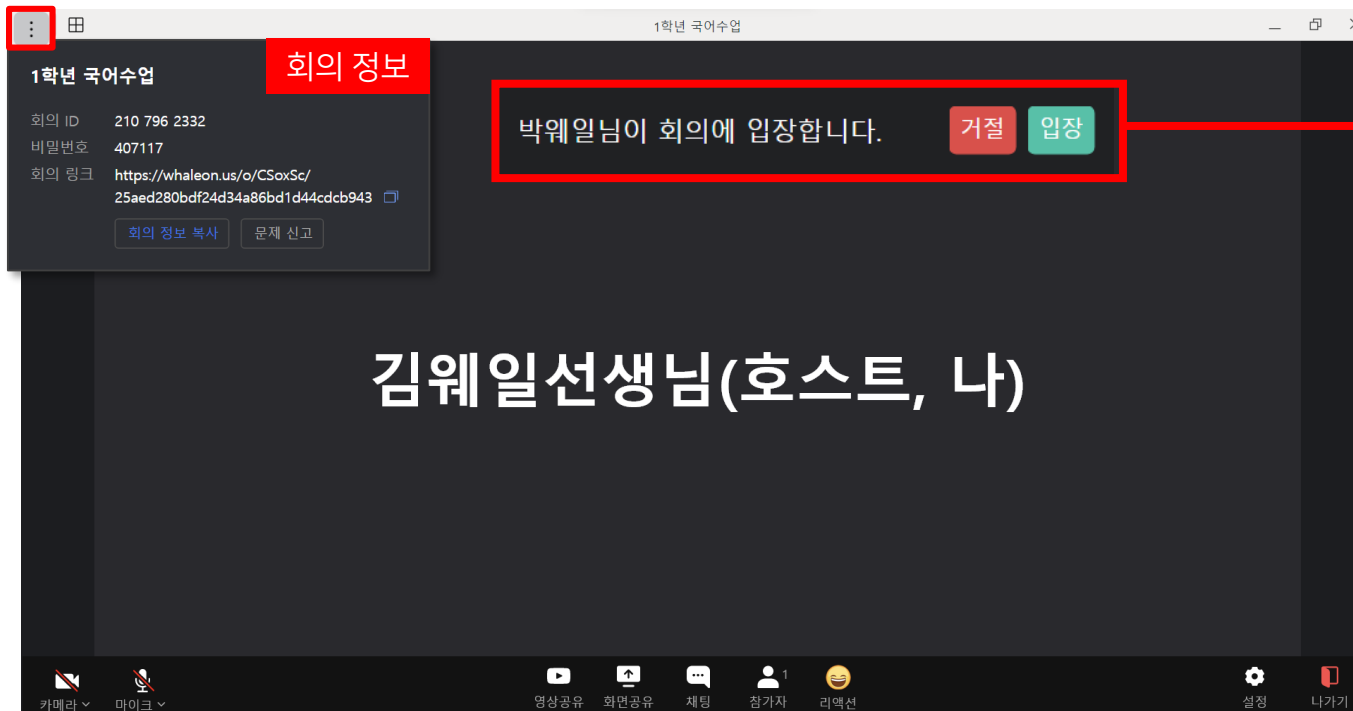 1학년 국어수업
회의 정보
1학년 국어수업
회의 ID 210 796 2332
비밀번호 407117
회의 링크 https://whaleon.us/o/CSoxSc/
25aed280bdf24d34a86bd1d44cdcb943
회의 정보 복사 문제 신고
박웨일님이 회의에 입장합니다. 거절 입장
김웨일선생님(호스트, 나)
카메라 마이크 영상공유 화면공유 채팅 참가자 1 리액션 설정 나가기